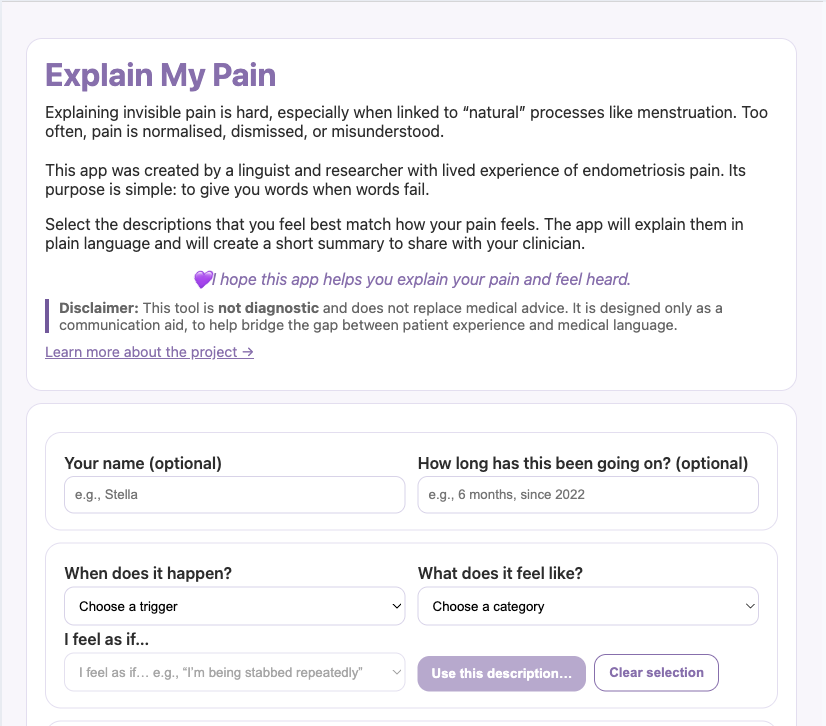 Explain My Pain
Explaining invisible pain is hard, especially when linked to “natural” processes like menstruation. Too
often, pain is normalised, dismissed, or misunderstood.
This app was created by a linguist and researcher with lived experience of endometriosis pain. Its
purpose is simple: to give you words when words fail.
Select the descriptions that you feel best match how your pain feels. The app will explain them in
plain language and will create a short summary to share with your clinician.
💜I hope this app helps you explain your pain and feel heard.
Disclaimer: This tool is not diagnostic and does not replace medical advice. It is designed only as a
communication aid, to help bridge the gap between patient experience and medical language.
Learn more about the project →
Your name (optional) How long has this been going on? (optional)
e.g., Stella e.g., 6 months, since 2022
When does it happen? What does it feel like?
Choose a trigger Choose a category
I feel as if...
I feel as if… e.g., “I’m being stabbed repeatedly” Use this description... Clear selection